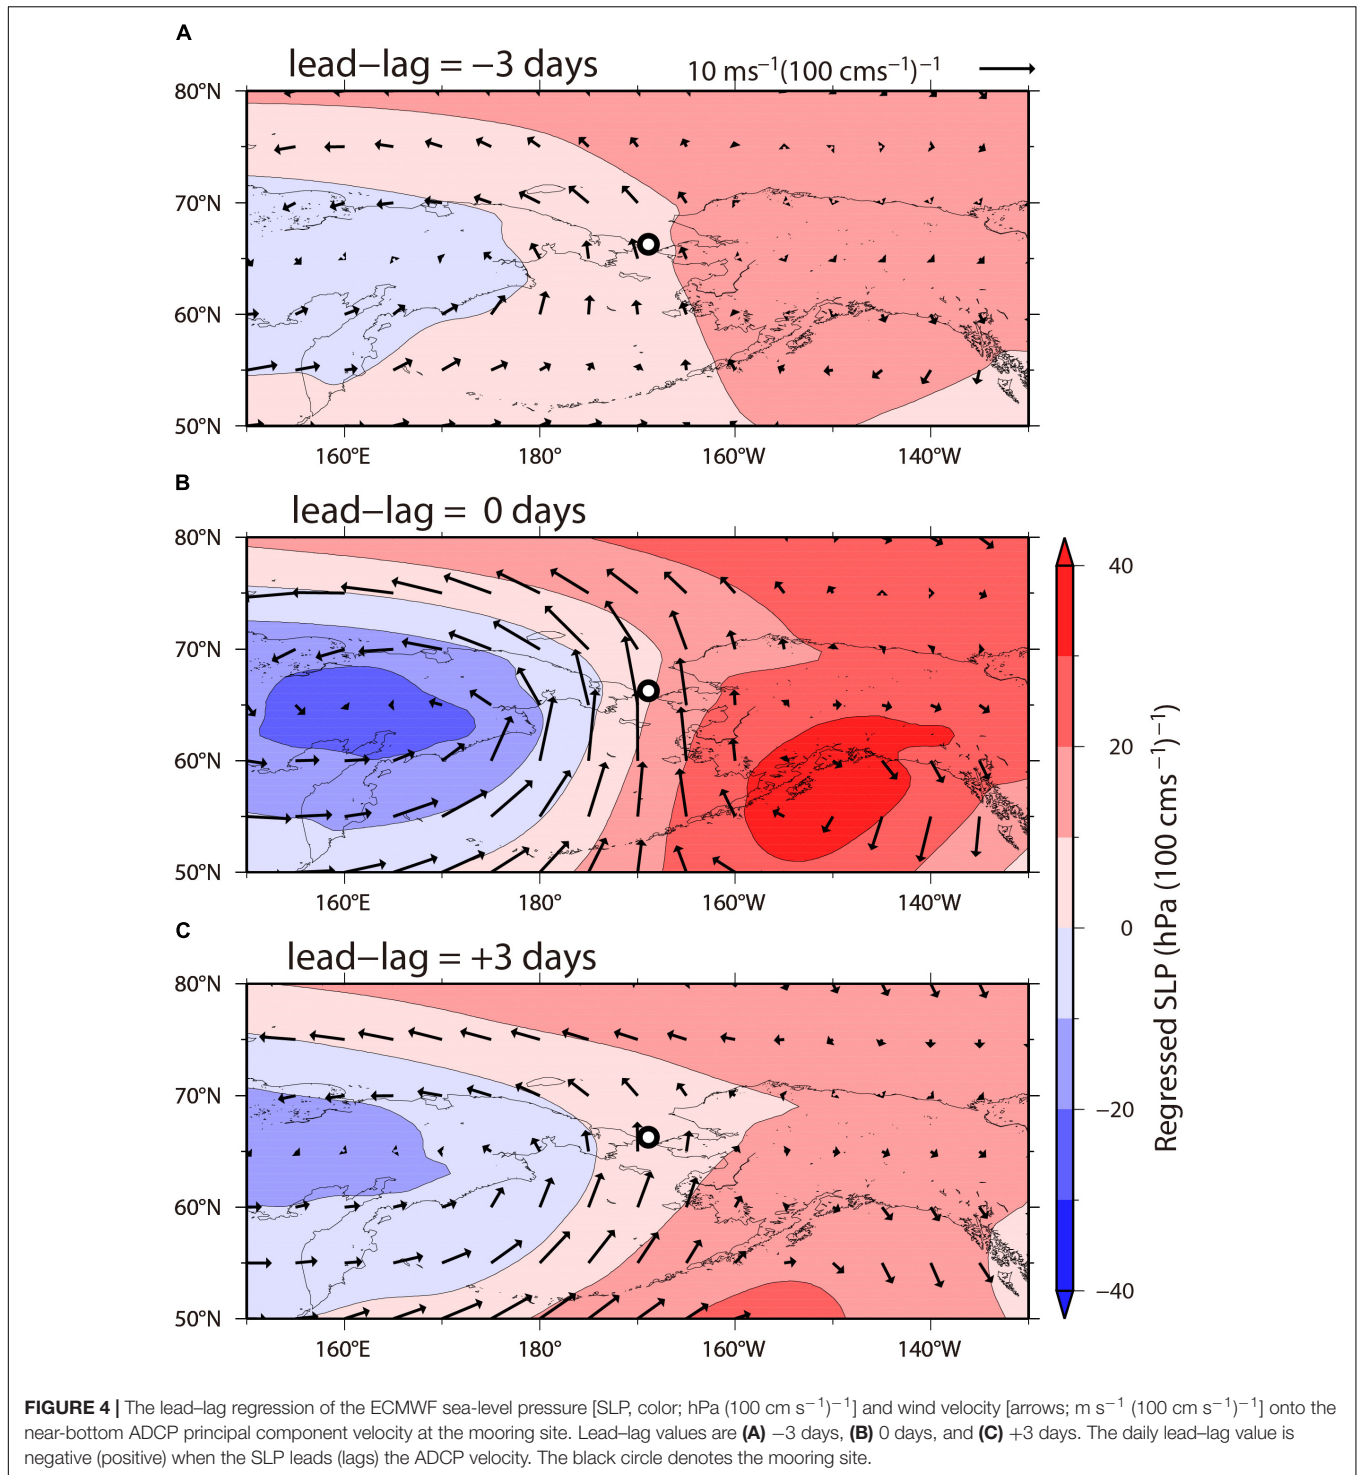 A
lead–lag = −3 days
10 ms⁻¹(100 cms⁻¹)⁻¹
80°N
70°N
60°N
50°N
160°E 180° 160°W 140°W
B
lead–lag = 0 days
80°N
70°N
60°N
50°N
160°E 180° 160°W 140°W
40
20
0
−20
−40
Regressed SLP (hPa (100 cms⁻¹)⁻¹)
C
lead–lag = +3 days
80°N
70°N
60°N
50°N
160°E 180° 160°W 140°W
FIGURE 4 | The lead–lag regression of the ECMWF sea-level pressure [SLP, color; hPa (100 cm s⁻¹)⁻¹] and wind velocity [arrows; m s⁻¹ (100 cm s⁻¹)⁻¹] onto the
near-bottom ADCP principal component velocity at the mooring site. Lead–lag values are (A) −3 days, (B) 0 days, and (C) +3 days. The daily lead–lag value is
negative (positive) when the SLP leads (lags) the ADCP velocity. The black circle denotes the mooring site.